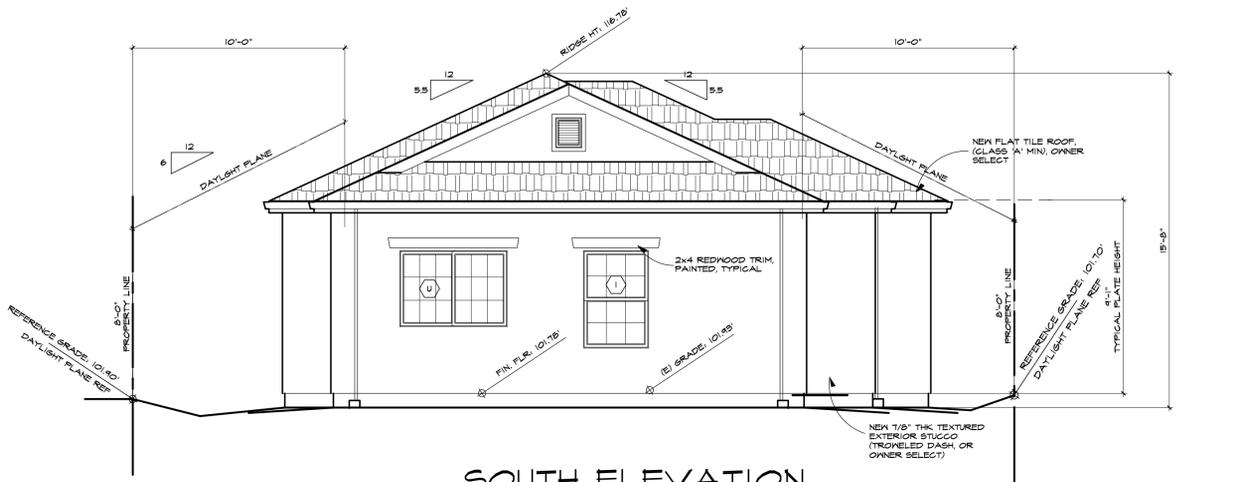 RIDGE HT: 116.78'
10'-0"
10'-0"
12
5.5
12
5.5
12
6
DAYLIGHT PLANE
DAYLIGHT PLANE
NEW FLAT TILE ROOF,
(CLASS 'A' MIN), OWNER
SELECT
2x4 REDWOOD TRIM,
PAINTED, TYPICAL
U
I
8'-0"
PROPERTY LINE
8'-0"
PROPERTY LINE
REFERENCE GRADE: 101.90'
DAYLIGHT PLANE REF
REFERENCE GRADE: 101.70'
DAYLIGHT PLANE REF
9'-1"
TYPICAL PLATE HEIGHT
15'-8"
FIN. FLR: 101.78'
(E) GRADE: 101.93'
NEW 7/8" THK TEXTURED
EXTERIOR STUCCO
(TROWELED DASH, OR
OWNER SELECT)
SOUTH ELEVATION